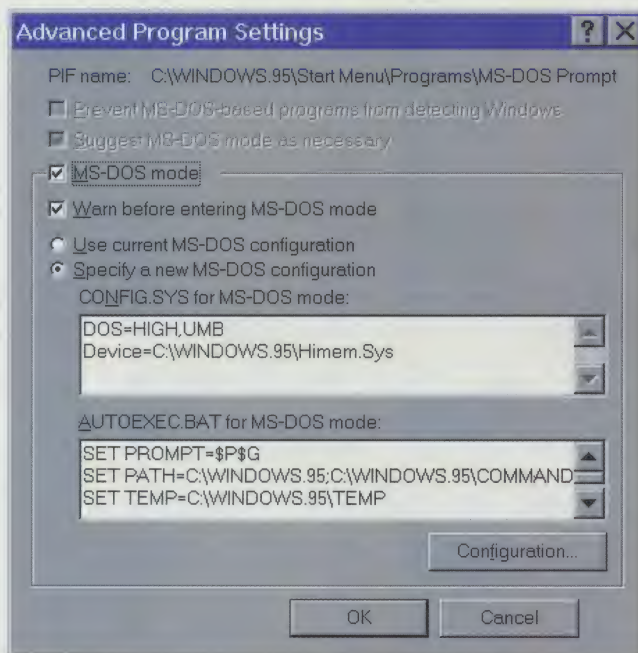 Advanced Program Settings
PIF name: C:\WINDOWS.95\Start Menu\Programs\MS-DOS Prompt
Prevent MS-DOS-based programs from detecting Windows
Suggest MS-DOS mode as necessary
MS-DOS mode
Warn before entering MS-DOS mode
Use current MS-DOS configuration
Specify a new MS-DOS configuration
CONFIG.SYS for MS-DOS mode:
DOS=HIGH,UMB
Device=C:\WINDOWS.95\Himem.Sys
AUTOEXEC.BAT for MS-DOS mode:
SET PROMPT=$P$G
SET PATH=C:\WINDOWS.95;C:\WINDOWS.95\COMMAND
SET TEMP=C:\WINDOWS.95\TEMP
Configuration...
OK Cancel